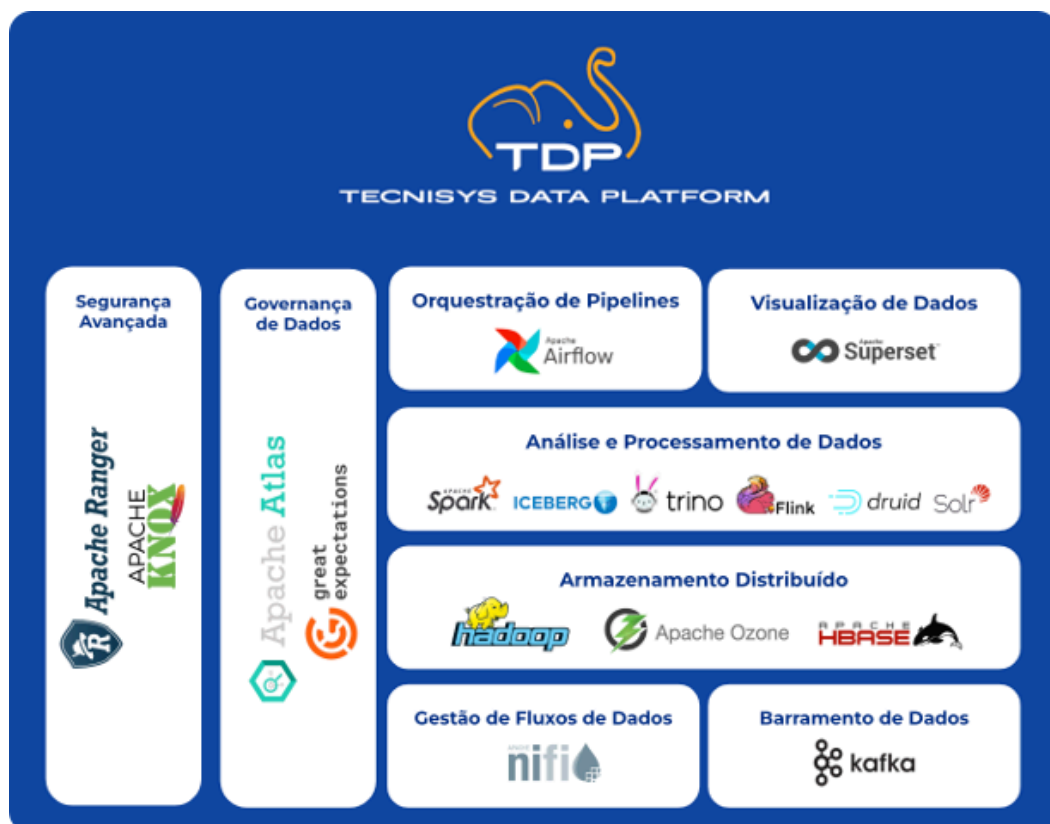 TDP
TECNISYS DATA PLATFORM
Segurança
Avançada
Apache Ranger
APACHE
KNOX
Governança
de Dados
Apache Atlas
great
expectations
Orquestração de Pipelines
Apache
Airflow
Visualização de Dados
Apache
Superset
Análise e Processamento de Dados
APACHE
Spark
ICEBERG
trino
Flink
druid
Solr
Armazenamento Distribuído
hadoop
Apache Ozone
APACHE
HBASE
Gestão de Fluxos de Dados
APACHE
nifi
Barramento de Dados
kafka